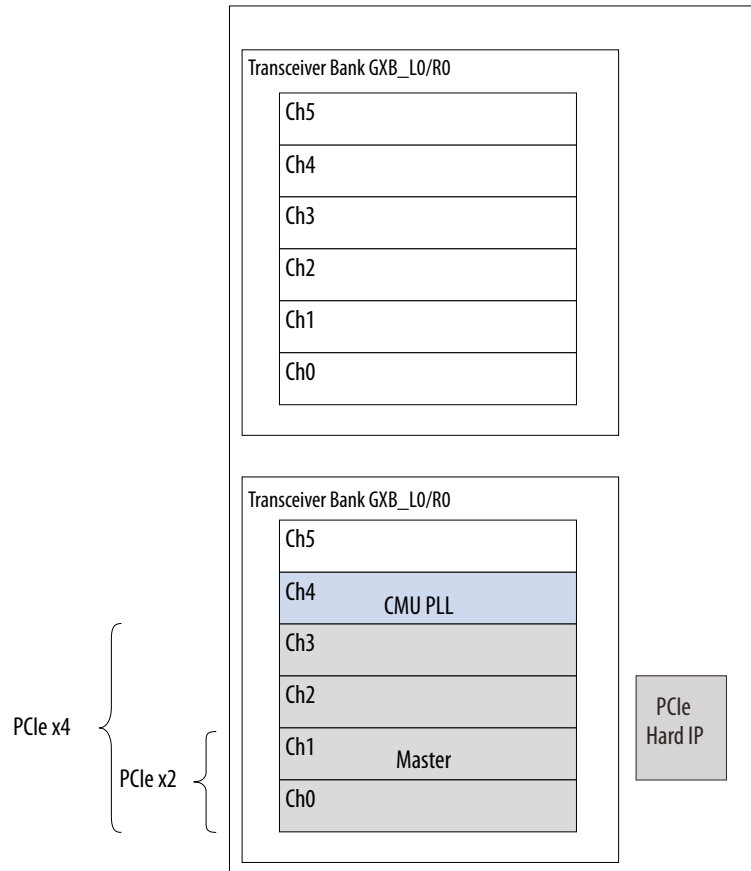 Transceiver Bank GXB_L0/R0
Ch5
Ch4
Ch3
Ch2
Ch1
Ch0
Transceiver Bank GXB_L0/R0
Ch5
Ch4 CMU PLL
Ch3
Ch2
Ch1 Master
Ch0
PCIe x4
PCIe x2
PCIe
Hard IP